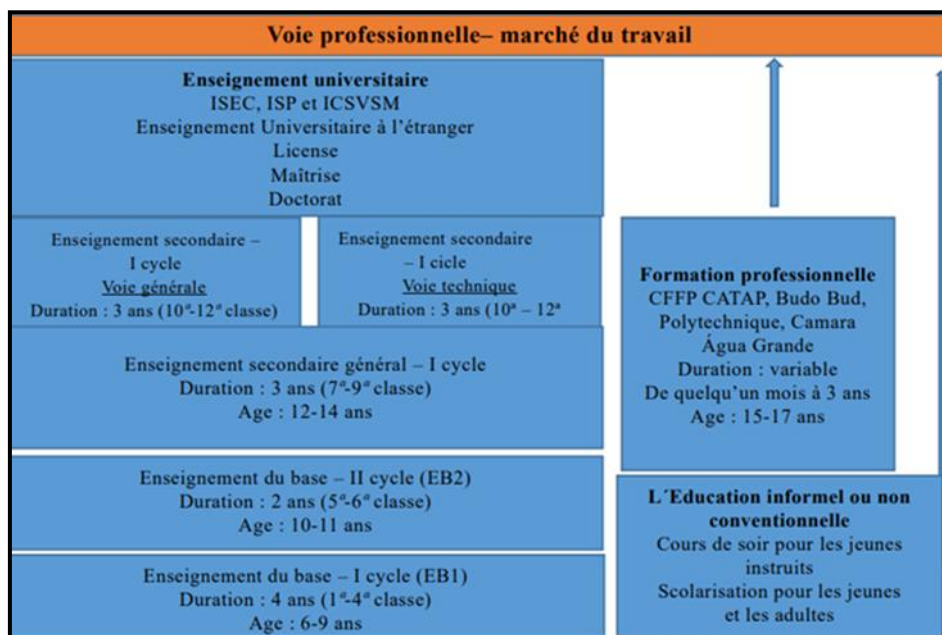 Voie professionnelle– marché du travail
Enseignement universitaire
ISEC, ISP et ICSVSM
Enseignement Universitaire à l’étranger
License
Maîtrise
Doctorat
Enseignement secondaire –
I cycle
Voie générale
Duration : 3 ans (10ª-12ª classe)
Enseignement secondaire
– I cicle
Voie technique
Duration : 3 ans (10ª – 12ª
Formation professionnelle
CFFP CATAP, Budo Bud,
Polytechnique, Camara
Água Grande
Duration : variable
De quelqu’un mois à 3 ans
Age : 15-17 ans
Enseignement secondaire général – I cycle
Duration : 3 ans (7ª-9ª classe)
Age : 12-14 ans
Enseignement du base – II cycle (EB2)
Duration : 2 ans (5ª-6ª classe)
Age : 10-11 ans
L´Education informel ou non
conventionnelle
Cours de soir pour les jeunes
instruits
Scolarisation pour les jeunes
et les adultes
Enseignement du base – I cycle (EB1)
Duration : 4 ans (1ª-4ª classe)
Age : 6-9 ans